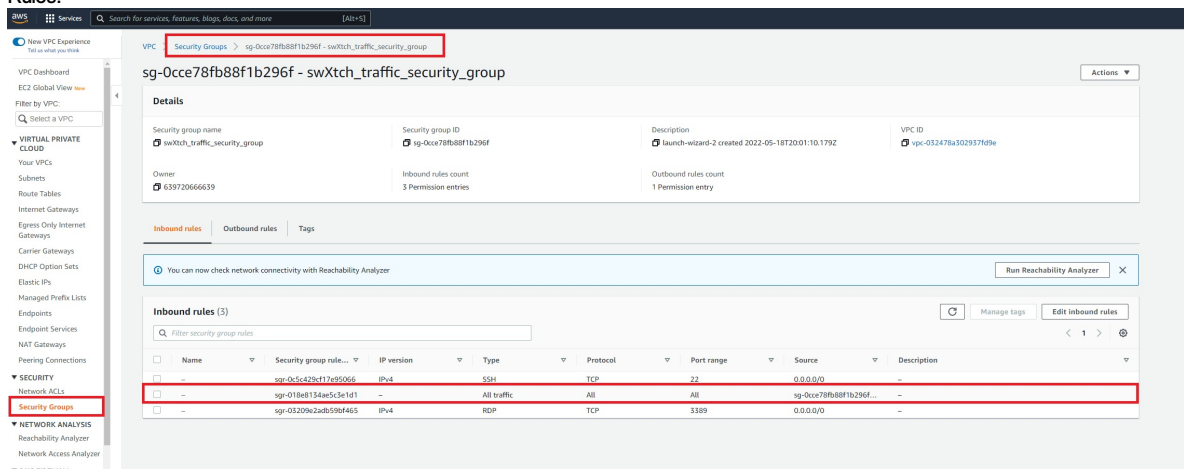 Rules:
aws Services Search for services, features, blogs, docs, and more [Alt+S]
New VPC Experience
Tell us what you think
VPC Dashboard
EC2 Global View New
Filter by VPC:
Select a VPC
VIRTUAL PRIVATE CLOUD
Your VPCs
Subnets
Route Tables
Internet Gateways
Egress Only Internet Gateways
Carrier Gateways
DHCP Option Sets
Elastic IPs
Managed Prefix Lists
Endpoints
Endpoint Services
NAT Gateways
Peering Connections
SECURITY
Network ACLs
Security Groups
NETWORK ANALYSIS
Reachability Analyzer
Network Access Analyzer
VPC > Security Groups > sg-0cce78fb88f1b296f - swXtch_traffic_security_group
sg-0cce78fb88f1b296f - swXtch_traffic_security_group
Actions
Details
Security group name
swXtch_traffic_security_group
Security group ID
sg-0cce78fb88f1b296f
Description
launch-wizard-2 created 2022-05-18T20:01:10.179Z
VPC ID
vpc-032478a302937fd9e
Owner
639720666639
Inbound rules count
3 Permission entries
Outbound rules count
1 Permission entry
Inbound rules Outbound rules Tags
You can now check network connectivity with Reachability Analyzer
Run Reachability Analyzer
Inbound rules (3)
Manage tags Edit inbound rules
Filter security group rules
< 1 >
Name Security group rule... IP version Type Protocol Port range Source Description
– sgr-0c5c429cf17e95066 IPv4 SSH TCP 22 0.0.0.0/0 –
– sgr-018e8134ae5c3e1d1 – All traffic All All sg-0cce78fb88f1b296f... –
– sgr-03209e2adb59bf465 IPv4 RDP TCP 3389 0.0.0.0/0 –